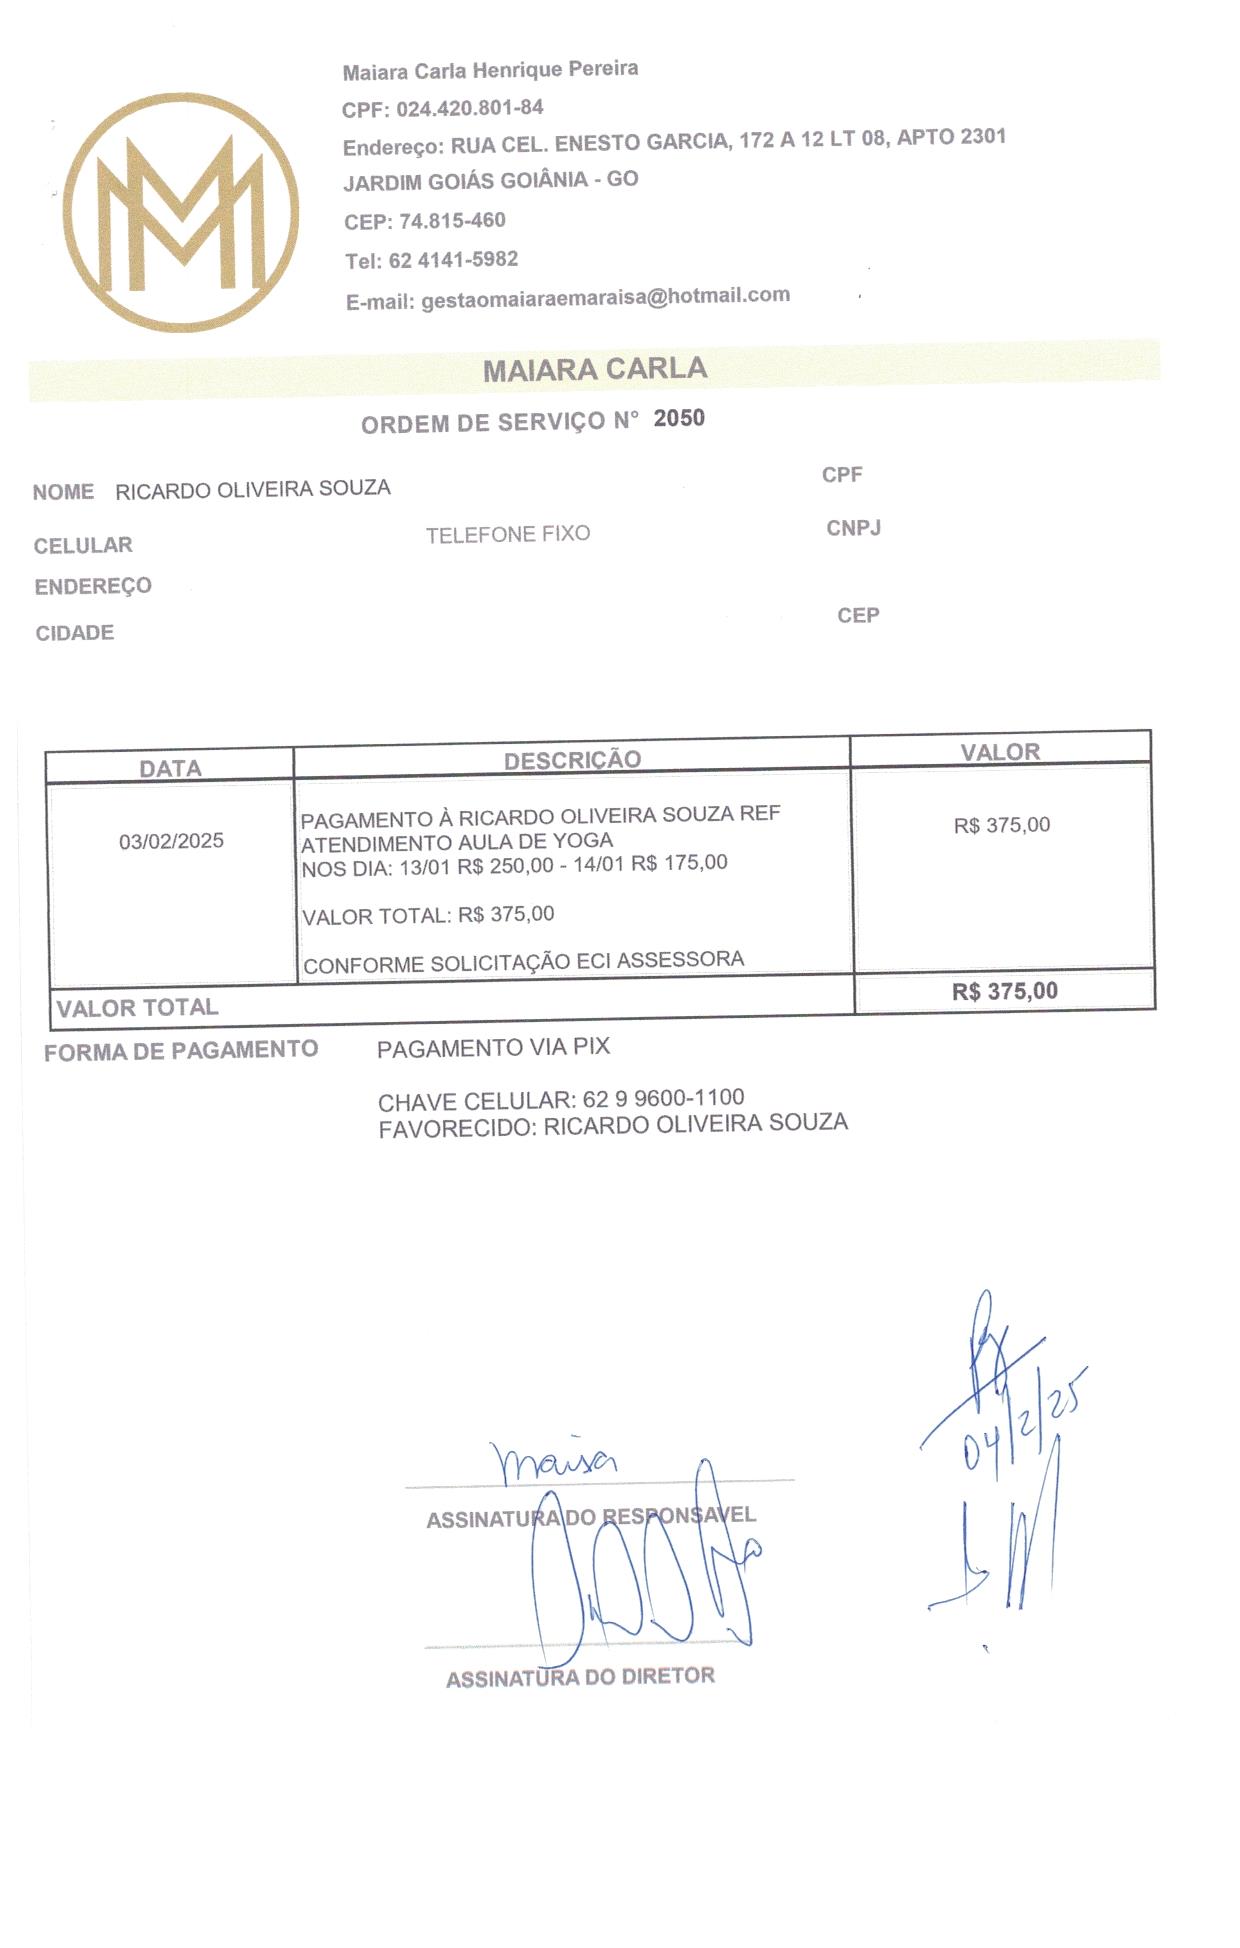 Maiara Carla Henrique Pereira
CPF: 024.420.801-84
Endereço: RUA CEL. ENESTO GARCIA, 172 A 12 LT 08, APTO 2301
JARDIM GOIÁS GOIÂNIA - GO
CEP: 74.815-460
Tel: 62 4141-5982
E-mail: gestaomaiaraemaraisa@hotmail.com
MAIARA CARLA
ORDEM DE SERVIÇO N° 2050
NOME RICARDO OLIVEIRA SOUZA CPF
CELULAR TELEFONE FIXO CNPJ
ENDEREÇO
CIDADE CEP
DATA DESCRIÇÃO VALOR
PAGAMENTO À RICARDO OLIVEIRA SOUZA REF
03/02/2025 ATENDIMENTO AULA DE YOGA R$ 375,00
NOS DIA: 13/01 R$ 250,00 - 14/01 R$ 175,00
VALOR TOTAL: R$ 375,00
CONFORME SOLICITAÇÃO ECI ASSESSORA
VALOR TOTAL R$ 375,00
FORMA DE PAGAMENTO PAGAMENTO VIA PIX
CHAVE CELULAR: 62 9 9600-1100
FAVORECIDO: RICARDO OLIVEIRA SOUZA
04/2/25
Maisa
ASSINATURA DO RESPONSAVEL
ASSINATURA DO DIRETOR